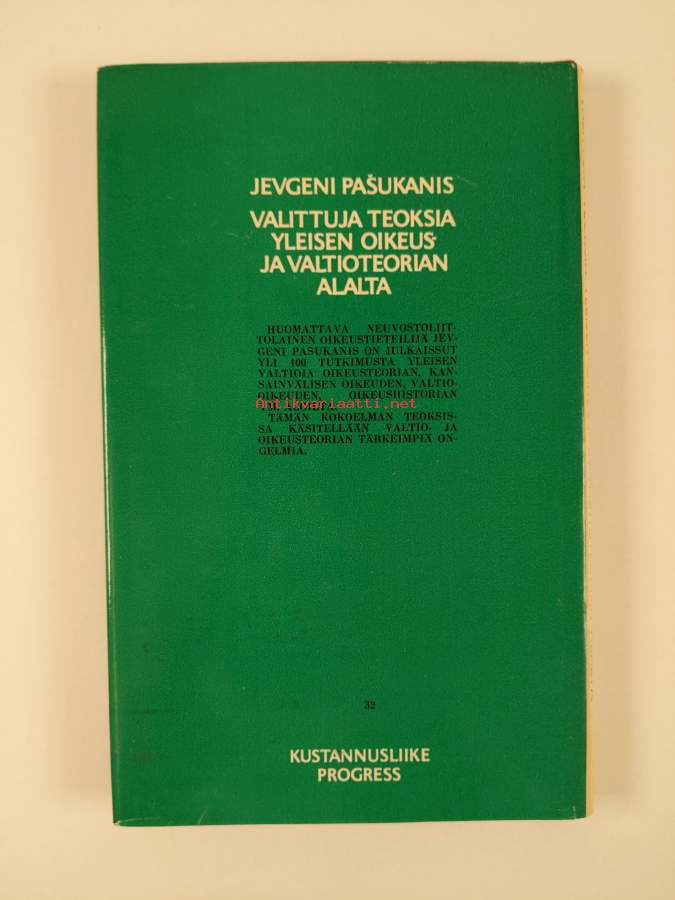 JEVGENI PAŠUKANIS
VALITTUJA TEOKSIA
YLEISEN OIKEUS-
JA VALTIOTEORIAN
ALALTA
HUOMATTAVA NEUVOSTOLIIT-
TOLAINEN OIKEUSTIETEILIJÄ JEV-
GENI PAŠUKANIS ON JULKAISSUT
YLI 100 TUTKIMUSTA YLEISEN
VALTIOJA OIKEUSTEORIAN, KAN-
SAINVÄLISEN OIKEUDEN, VALTIO-
OIKEUDEN, OIKEUSHISTORIAN
Antikvariaatti.net
TÄMÄN KOKOELMAN TEOKSIS-
SA KÄSITELLÄÄN VALTIO- JA
OIKEUSTEORIAN TÄRKEIMPIÄ ON-
GELMIA.
32
KUSTANNUSLIIKE
PROGRESS